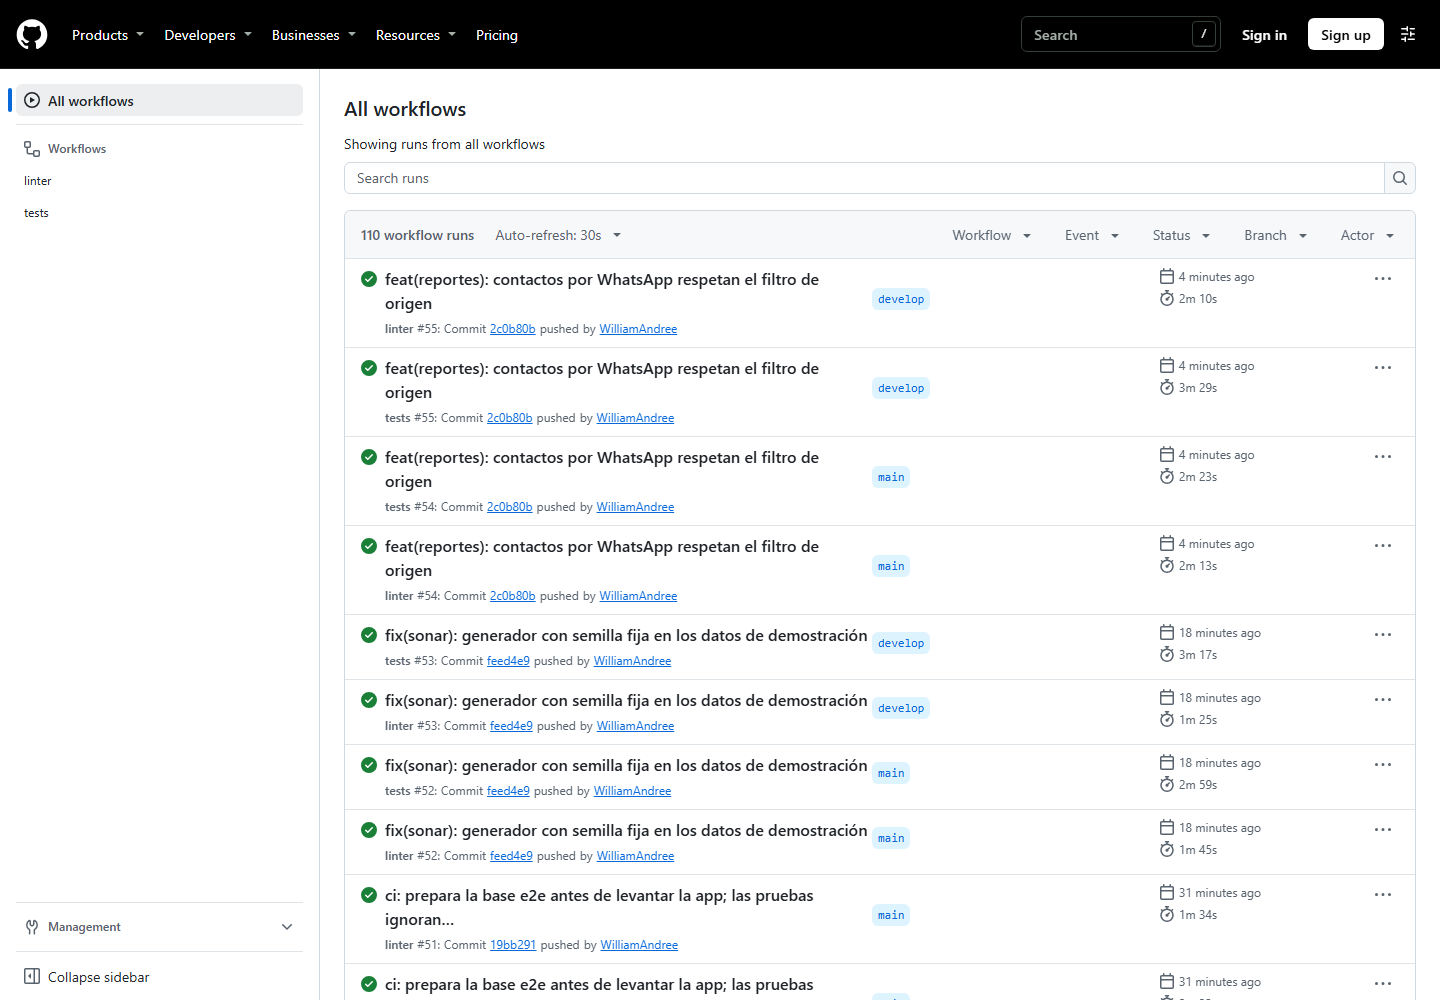 Products Developers Businesses Resources Pricing Search / Sign in Sign up
All workflows
Workflows
linter
tests
Management
Collapse sidebar
All workflows
Showing runs from all workflows
Search runs
110 workflow runs Auto-refresh: 30s Workflow Event Status Branch Actor
feat(reportes): contactos por WhatsApp respetan el filtro de
origen
linter #55: Commit 2c0b80b pushed by WilliamAndree
develop
4 minutes ago
2m 10s
feat(reportes): contactos por WhatsApp respetan el filtro de
origen
tests #55: Commit 2c0b80b pushed by WilliamAndree
develop
4 minutes ago
3m 29s
feat(reportes): contactos por WhatsApp respetan el filtro de
origen
tests #54: Commit 2c0b80b pushed by WilliamAndree
main
4 minutes ago
2m 23s
feat(reportes): contactos por WhatsApp respetan el filtro de
origen
linter #54: Commit 2c0b80b pushed by WilliamAndree
main
4 minutes ago
2m 13s
fix(sonar): generador con semilla fija en los datos de demostración
tests #53: Commit feed4e9 pushed by WilliamAndree
develop
18 minutes ago
3m 17s
fix(sonar): generador con semilla fija en los datos de demostración
linter #53: Commit feed4e9 pushed by WilliamAndree
develop
18 minutes ago
1m 25s
fix(sonar): generador con semilla fija en los datos de demostración
tests #52: Commit feed4e9 pushed by WilliamAndree
main
18 minutes ago
2m 59s
fix(sonar): generador con semilla fija en los datos de demostración
linter #52: Commit feed4e9 pushed by WilliamAndree
main
18 minutes ago
1m 45s
ci: prepara la base e2e antes de levantar la app; las pruebas
ignoran...
linter #51: Commit 19bb291 pushed by WilliamAndree
main
31 minutes ago
1m 34s
ci: prepara la base e2e antes de levantar la app; las pruebas
31 minutes ago